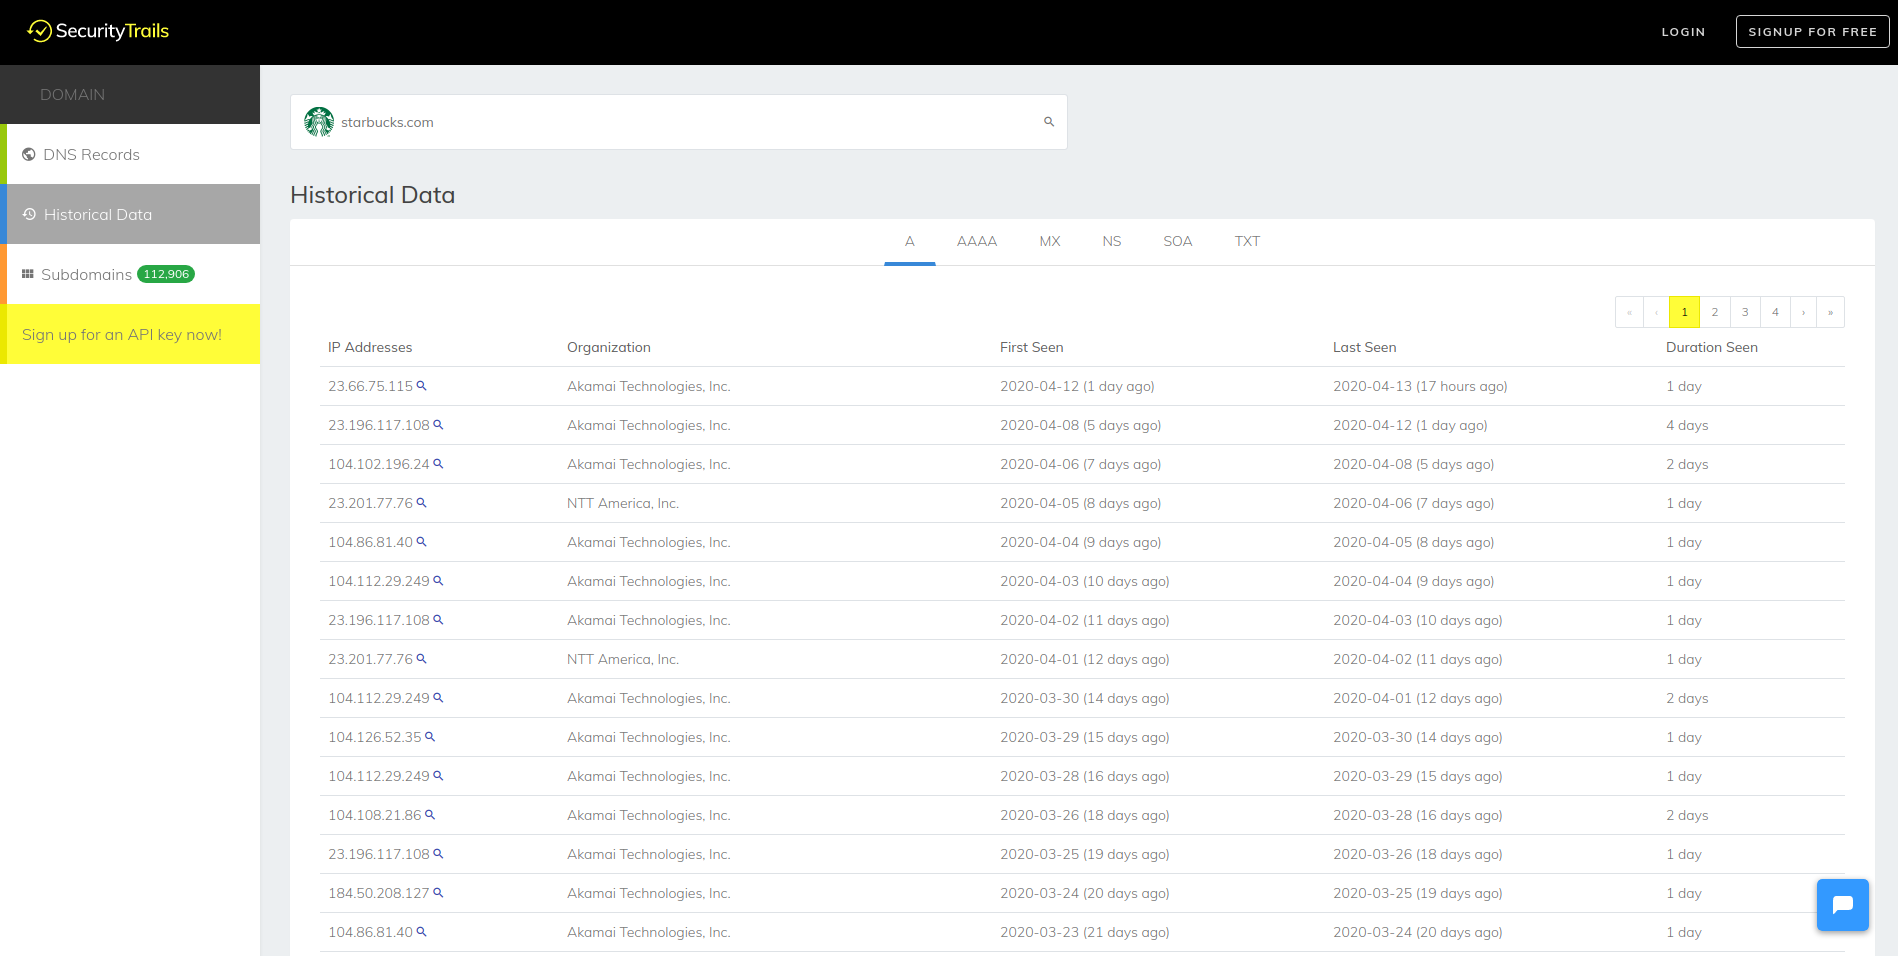 SecurityTrails
LOGIN
SIGNUP FOR FREE
DOMAIN
DNS Records
Historical Data
Subdomains 112,906
Sign up for an API key now!
starbucks.com
Historical Data
A AAAA MX NS SOA TXT
« ‹ 1 2 3 4 › »
IP Addresses Organization First Seen Last Seen Duration Seen
23.66.75.115 Akamai Technologies, Inc. 2020-04-12 (1 day ago) 2020-04-13 (17 hours ago) 1 day
23.196.117.108 Akamai Technologies, Inc. 2020-04-08 (5 days ago) 2020-04-12 (1 day ago) 4 days
104.102.196.24 Akamai Technologies, Inc. 2020-04-06 (7 days ago) 2020-04-08 (5 days ago) 2 days
23.201.77.76 NTT America, Inc. 2020-04-05 (8 days ago) 2020-04-06 (7 days ago) 1 day
104.86.81.40 Akamai Technologies, Inc. 2020-04-04 (9 days ago) 2020-04-05 (8 days ago) 1 day
104.112.29.249 Akamai Technologies, Inc. 2020-04-03 (10 days ago) 2020-04-04 (9 days ago) 1 day
23.196.117.108 Akamai Technologies, Inc. 2020-04-02 (11 days ago) 2020-04-03 (10 days ago) 1 day
23.201.77.76 NTT America, Inc. 2020-04-01 (12 days ago) 2020-04-02 (11 days ago) 1 day
104.112.29.249 Akamai Technologies, Inc. 2020-03-30 (14 days ago) 2020-04-01 (12 days ago) 2 days
104.126.52.35 Akamai Technologies, Inc. 2020-03-29 (15 days ago) 2020-03-30 (14 days ago) 1 day
104.112.29.249 Akamai Technologies, Inc. 2020-03-28 (16 days ago) 2020-03-29 (15 days ago) 1 day
104.108.21.86 Akamai Technologies, Inc. 2020-03-26 (18 days ago) 2020-03-28 (16 days ago) 2 days
23.196.117.108 Akamai Technologies, Inc. 2020-03-25 (19 days ago) 2020-03-26 (18 days ago) 1 day
184.50.208.127 Akamai Technologies, Inc. 2020-03-24 (20 days ago) 2020-03-25 (19 days ago) 1 day
104.86.81.40 Akamai Technologies, Inc. 2020-03-23 (21 days ago) 2020-03-24 (20 days ago) 1 day